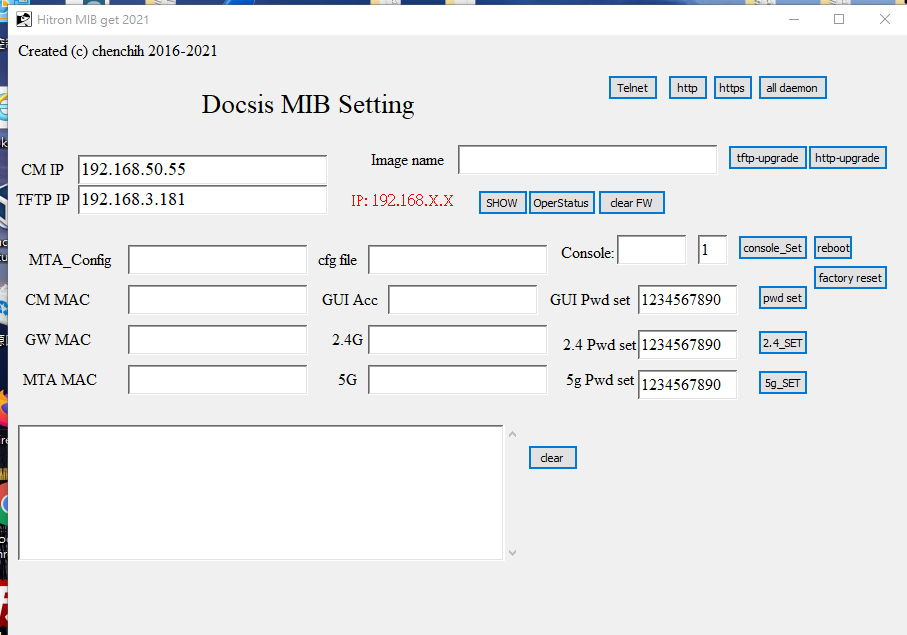 Hitron MIB get 2021
Created (c) chenchih 2016-2021
Docsis MIB Setting
Telnet http https all daemon
CM IP 192.168.50.55
Image name tftp-upgrade http-upgrade
TFTP IP 192.168.3.181
IP: 192.168.X.X SHOW OperStatus clear FW
MTA_Config cfg file Console: 1 console_Set reboot
factory reset
CM MAC GUI Acc GUI Pwd set 1234567890 pwd set
GW MAC 2.4G 2.4 Pwd set 1234567890 2.4_SET
MTA MAC 5G 5g Pwd set 1234567890 5g_SET
clear